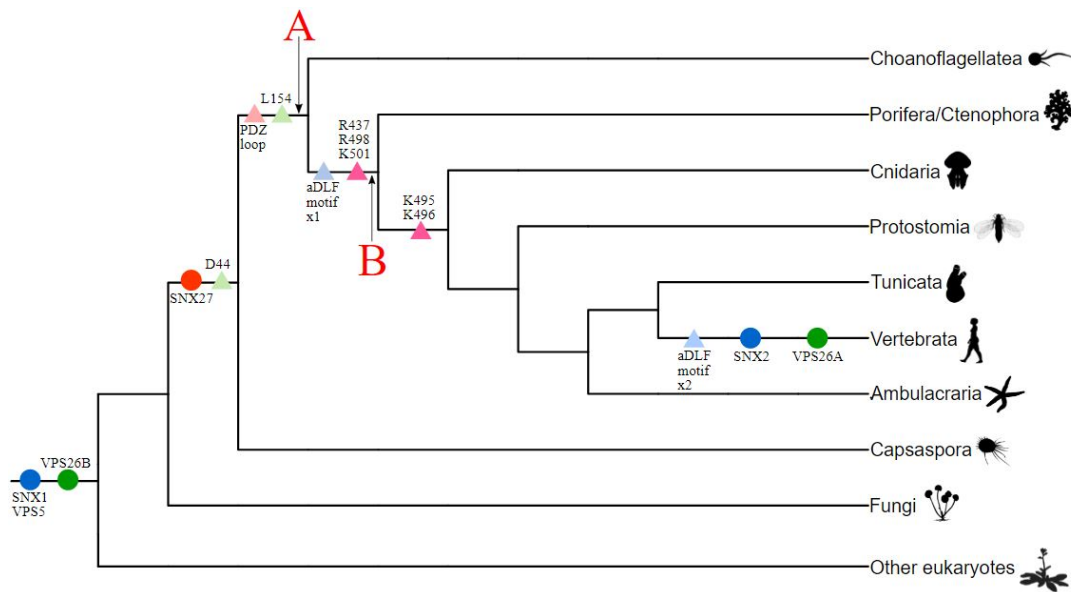 A
Choanoflagellatea
L154
PDZ
loop
Porifera/Ctenophora
R437
R498
K501
aDLF
motif
x1
Cnidaria
K495
K496
B
Protostomia
D44
SNX27
Tunicata
Vertebrata
aDLF
motif
x2
SNX2
VPS26A
Ambulacraria
Capsaspora
VPS26B
SNX1
VPS5
Fungi
Other eukaryotes